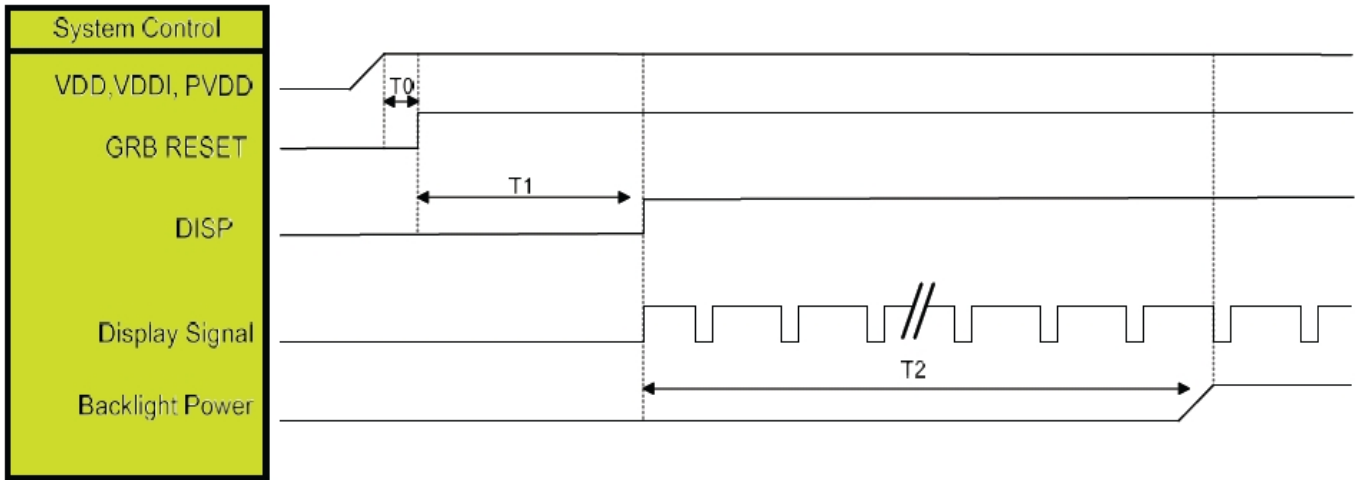 System Control
VDD,VDDI, PVDD
T0
GRB RESET
T1
DISP
Display Signal
T2
Backlight Power